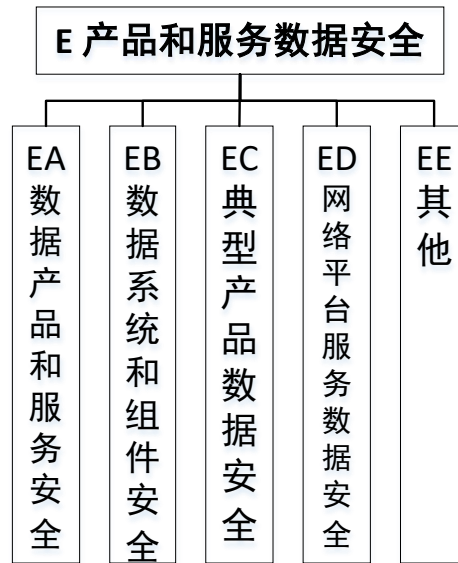 E 产品和服务数据安全
EA
数据产品和服务安全
EB
数据系统和组件安全
EC
典型产品数据安全
ED
网络平台服务数据安全
EE
其他